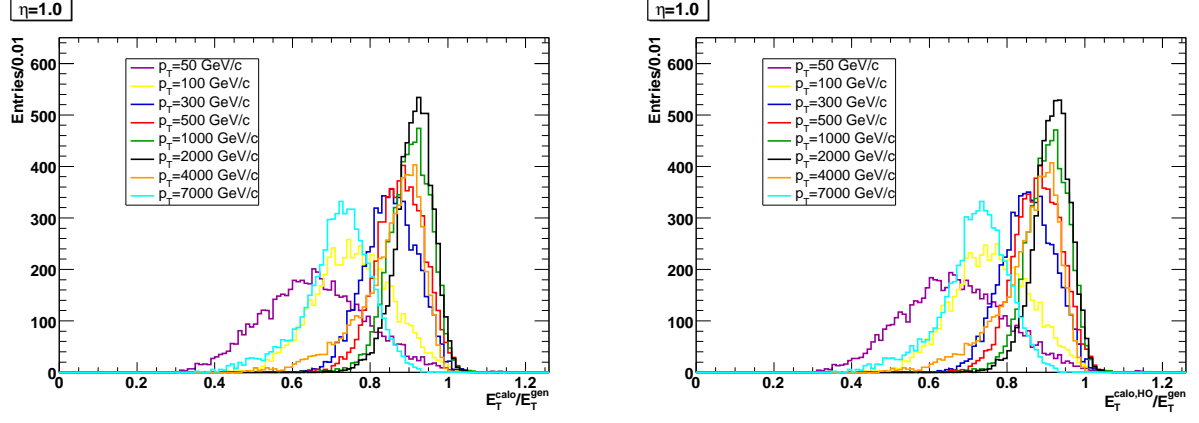 η=1.0
Entries/0.01
600
500
400
300
200
100
0
p_T=50 GeV/c
p_T=100 GeV/c
p_T=300 GeV/c
p_T=500 GeV/c
p_T=1000 GeV/c
p_T=2000 GeV/c
p_T=4000 GeV/c
p_T=7000 GeV/c
0 0.2 0.4 0.6 0.8 1 1.2
E_T^calo/E_T^gen
η=1.0
Entries/0.01
600
500
400
300
200
100
0
p_T=50 GeV/c
p_T=100 GeV/c
p_T=300 GeV/c
p_T=500 GeV/c
p_T=1000 GeV/c
p_T=2000 GeV/c
p_T=4000 GeV/c
p_T=7000 GeV/c
0 0.2 0.4 0.6 0.8 1 1.2
E_T^calo,HO/E_T^gen